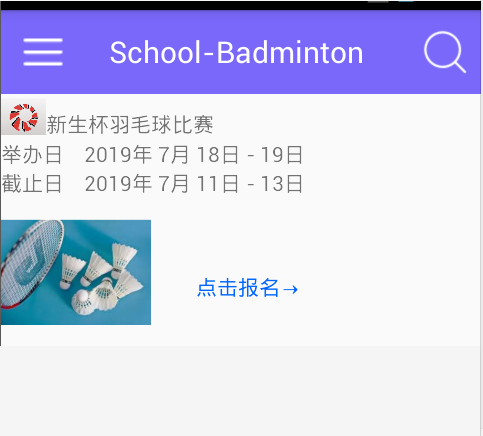 School-Badminton
新生杯羽毛球比赛
举办日 2019年 7月 18日 - 19日
截止日 2019年 7月 11日 - 13日
点击报名→